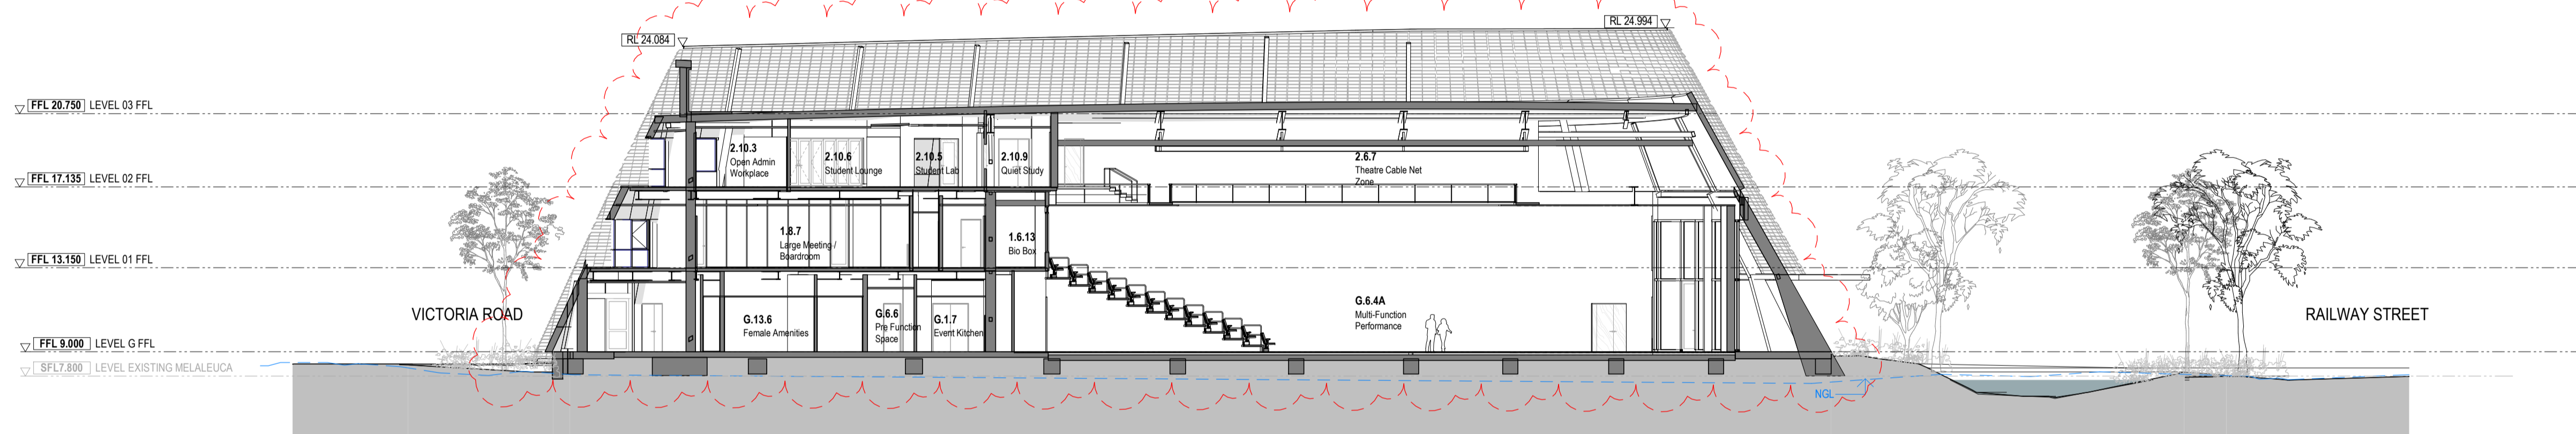 RL 24.994
RL 24.084
FFL 20.750 LEVEL 03 FFL
2.10.3
Open Admin
Workplace
2.10.6
Student Lounge
2.10.5
Student Lab
2.10.9
Quiet Study
2.6.7
Theatre Cable Net
Zone
FFL 17.135 LEVEL 02 FFL
1.8.7
Large Meeting /
Boardroom
1.6.13
Bio Box
FFL 13.150 LEVEL 01 FFL
VICTORIA ROAD
G.13.6
Female Amenities
G.6.6
Pre Function
Space
G.1.7
Event Kitchen
G.6.4A
Multi-Function
Performance
RAILWAY STREET
FFL 9.000 LEVEL G FFL
SFL7.800 LEVEL EXISTING MELALEUCA
NGL